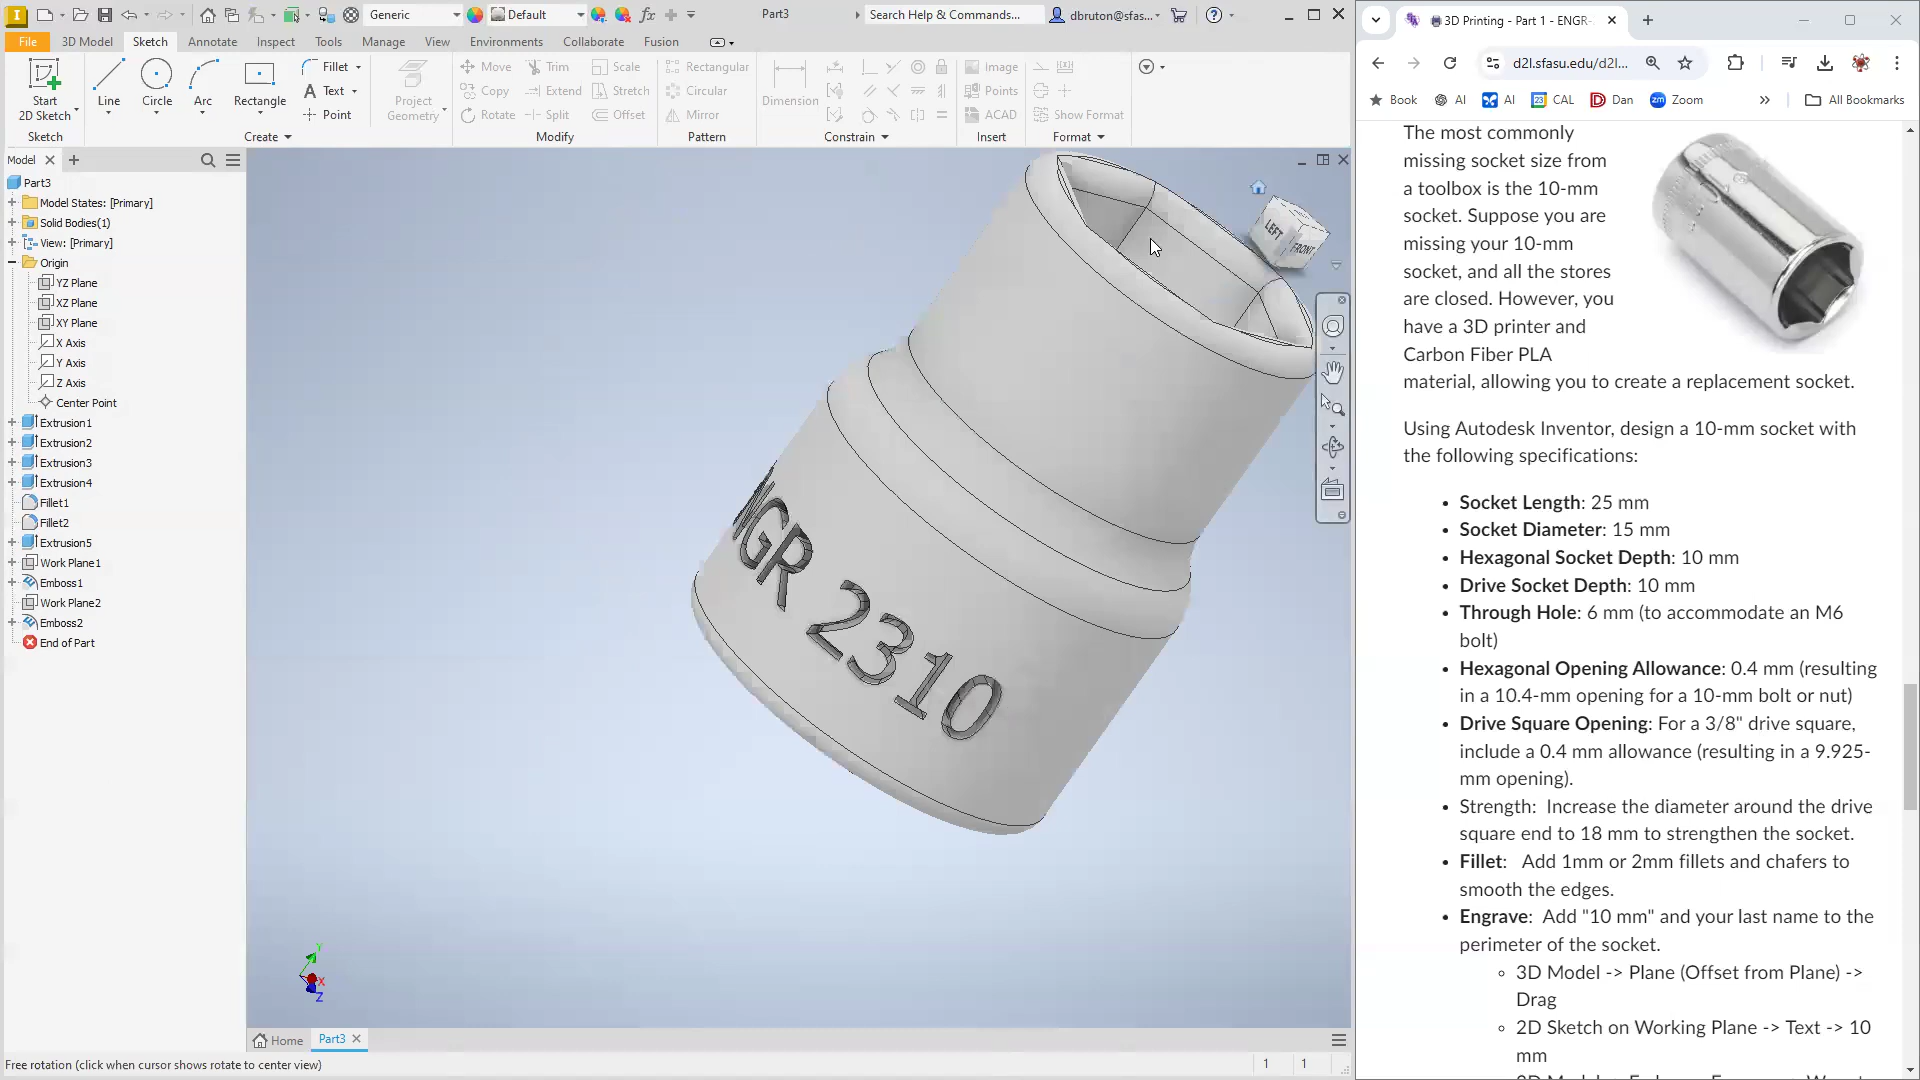 Generic
Default
Part3
Search Help & Commands...
dbruton@sfas...
File
3D Model
Sketch
Annotate
Inspect
Tools
Manage
View
Environments
Collaborate
Fusion
Start
2D Sketch
Line
Circle
Arc
Rectangle
Fillet
Text
Point
Project
Geometry
Move
Copy
Rotate
Trim
Extend
Split
Scale
Stretch
Offset
Rectangular
Circular
Mirror
Dimension
Image
Points
ACAD
Show Format
Sketch
Create
Modify
Pattern
Constrain
Insert
Format
Model
Part3
Model States: [Primary]
Solid Bodies(1)
View: [Primary]
Origin
YZ Plane
XZ Plane
XY Plane
X Axis
Y Axis
Z Axis
Center Point
Extrusion1
Extrusion2
Extrusion3
Extrusion4
Fillet1
Fillet2
Extrusion5
Work Plane1
Emboss1
Work Plane2
Emboss2
End of Part
LEFT
FRONT
GR 2310
Y
X
Z
Home
Part3
Free rotation (click when cursor shows rotate to center view)
1
1
3D Printing - Part 1 - ENGR-
d2l.sfasu.edu/d2l...
Book
AI
AI
CAL
Dan
Zoom
All Bookmarks
The most commonly
missing socket size from
a toolbox is the 10-mm
socket. Suppose you are
missing your 10-mm
socket, and all the stores
are closed. However, you
have a 3D printer and
Carbon Fiber PLA
material, allowing you to create a replacement socket.
Using Autodesk Inventor, design a 10-mm socket with
the following specifications:
Socket Length: 25 mm
Socket Diameter: 15 mm
Hexagonal Socket Depth: 10 mm
Drive Socket Depth: 10 mm
Through Hole: 6 mm (to accommodate an M6
bolt)
Hexagonal Opening Allowance: 0.4 mm (resulting
in a 10.4-mm opening for a 10-mm bolt or nut)
Drive Square Opening: For a 3/8" drive square,
include a 0.4 mm allowance (resulting in a 9.925-
mm opening).
Strength: Increase the diameter around the drive
square end to 18 mm to strengthen the socket.
Fillet: Add 1mm or 2mm fillets and chafers to
smooth the edges.
Engrave: Add "10 mm" and your last name to the
perimeter of the socket.
3D Model -> Plane (Offset from Plane) ->
Drag
2D Sketch on Working Plane -> Text -> 10
mm